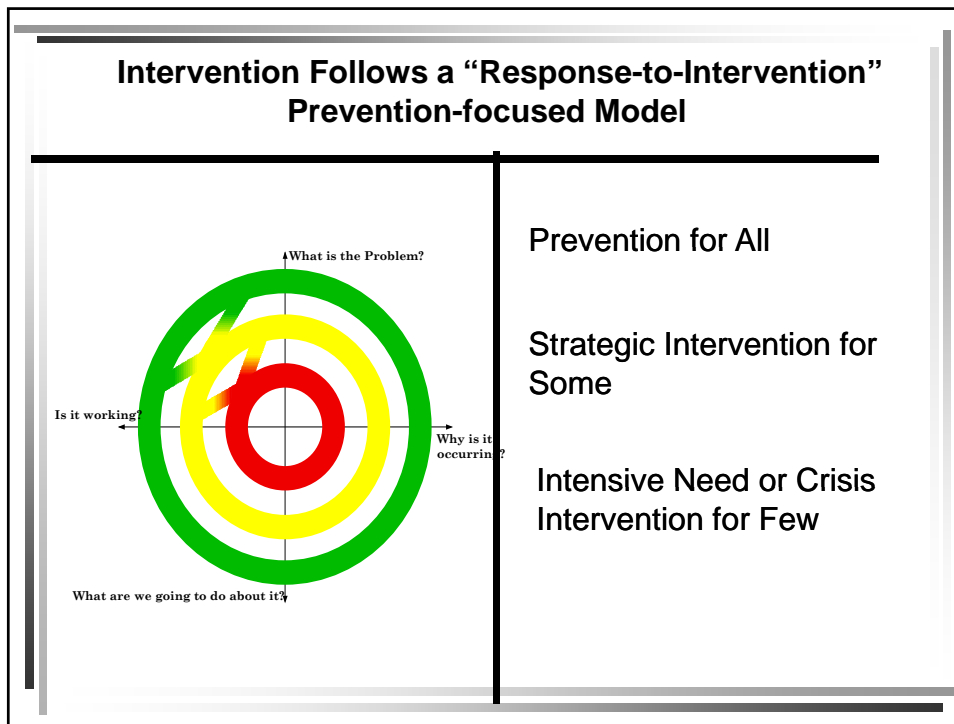 Intervention Follows a “Response-to-Intervention”
Prevention-focused Model
What is the Problem?
Is it working?
Why is it
occurring?
What are we going to do about it?
Prevention for All
Strategic Intervention for
Some
Intensive Need or Crisis
Intervention for Few